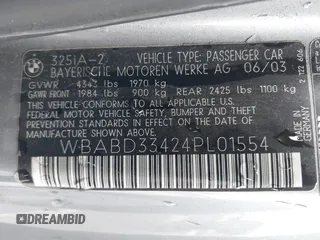 325iA-2 VEHICLE TYPE: PASSENGER CAR
BAYERISCHE MOTOREN WERKE AG 06/03
GVWR 4343 lbs 1970 kg
GAWR FRONT 1984 lbs 900 KG REAR 2425 lbs 1100 kg
THIS VEHICLE CONFORMS TO ALL APPLICABLE U.S.
FEDERAL MOTOR VEHICLE SAFETY, BUMPER AND THEFT
PREVENTION STANDARDS IN EFFECT ON THE DATE OF
MANUFACTURE SHOWN ABOVE.
WBABD33424PL01554
MADE IN
GERMANY
DREAMBID